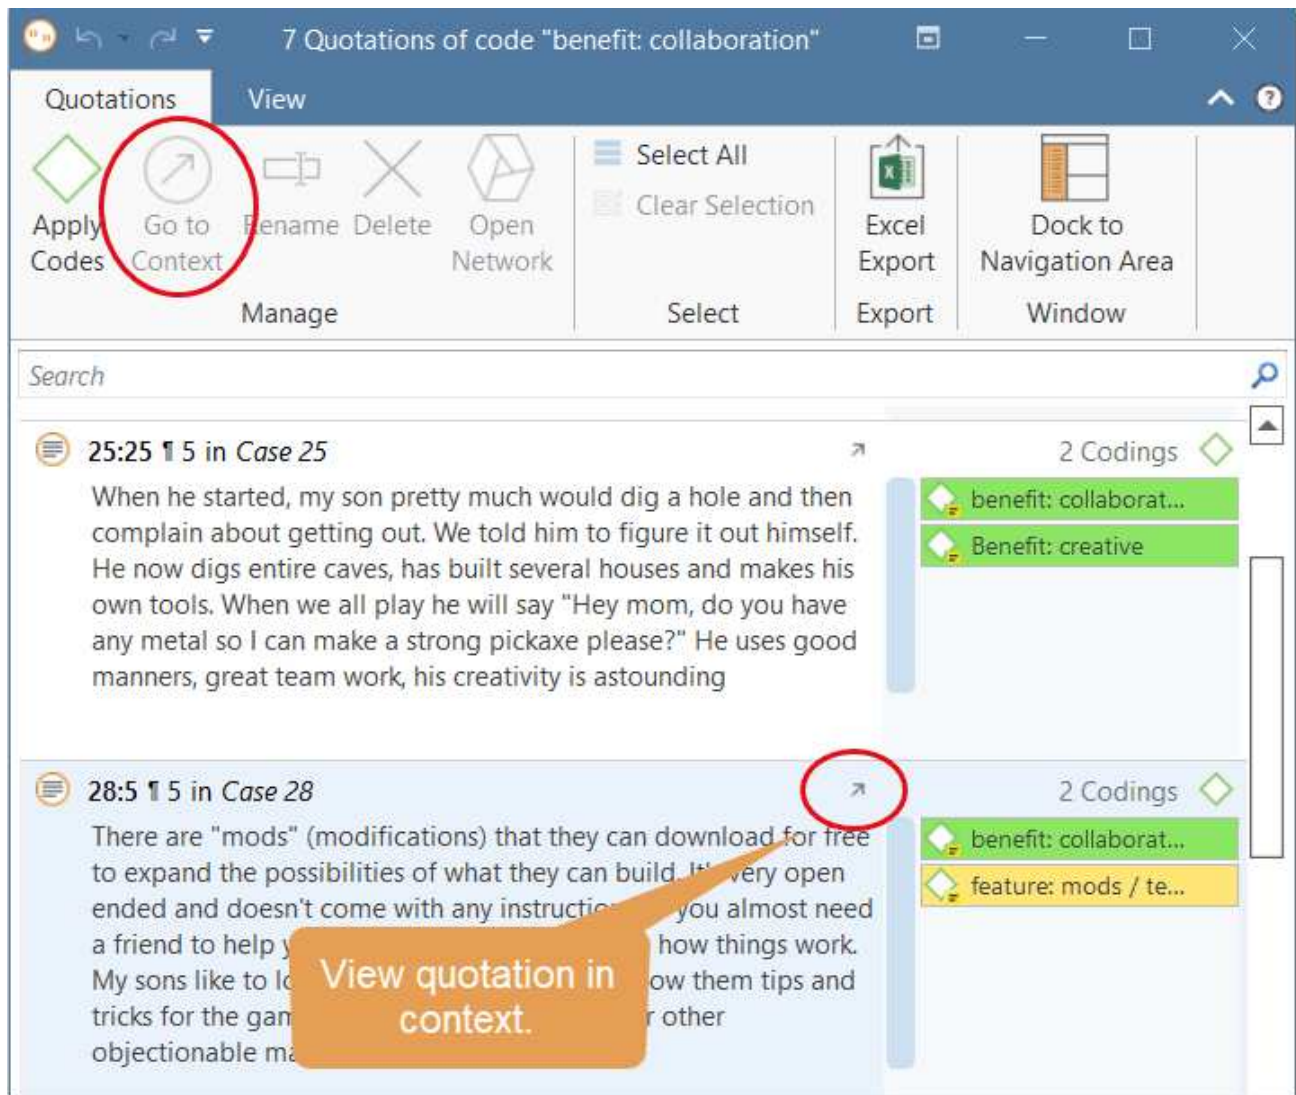 7 Quotations of code "benefit: collaboration"
Quotations
View
Apply Codes
Go to Context
Rename
Delete
Open Network
Select All
Clear Selection
Excel Export
Dock to Navigation Area
Manage
Select
Export
Window
Search
25:25 ¶ 5 in Case 25
2 Codings
When he started, my son pretty much would dig a hole and then
complain about getting out. We told him to figure it out himself.
He now digs entire caves, has built several houses and makes his
own tools. When we all play he will say "Hey mom, do you have
any metal so I can make a strong pickaxe please?" He uses good
manners, great team work, his creativity is astounding
benefit: collaborat...
Benefit: creative
28:5 ¶ 5 in Case 28
2 Codings
There are "mods" (modifications) that they can download for free
to expand the possibilities of what they can build. It's very open
ended and doesn't come with any you almost need
a friend to help how things work.
My sons like to them tips and
tricks for the other
objectionable
benefit: collaborat...
feature: mods / te...
View quotation in
context.